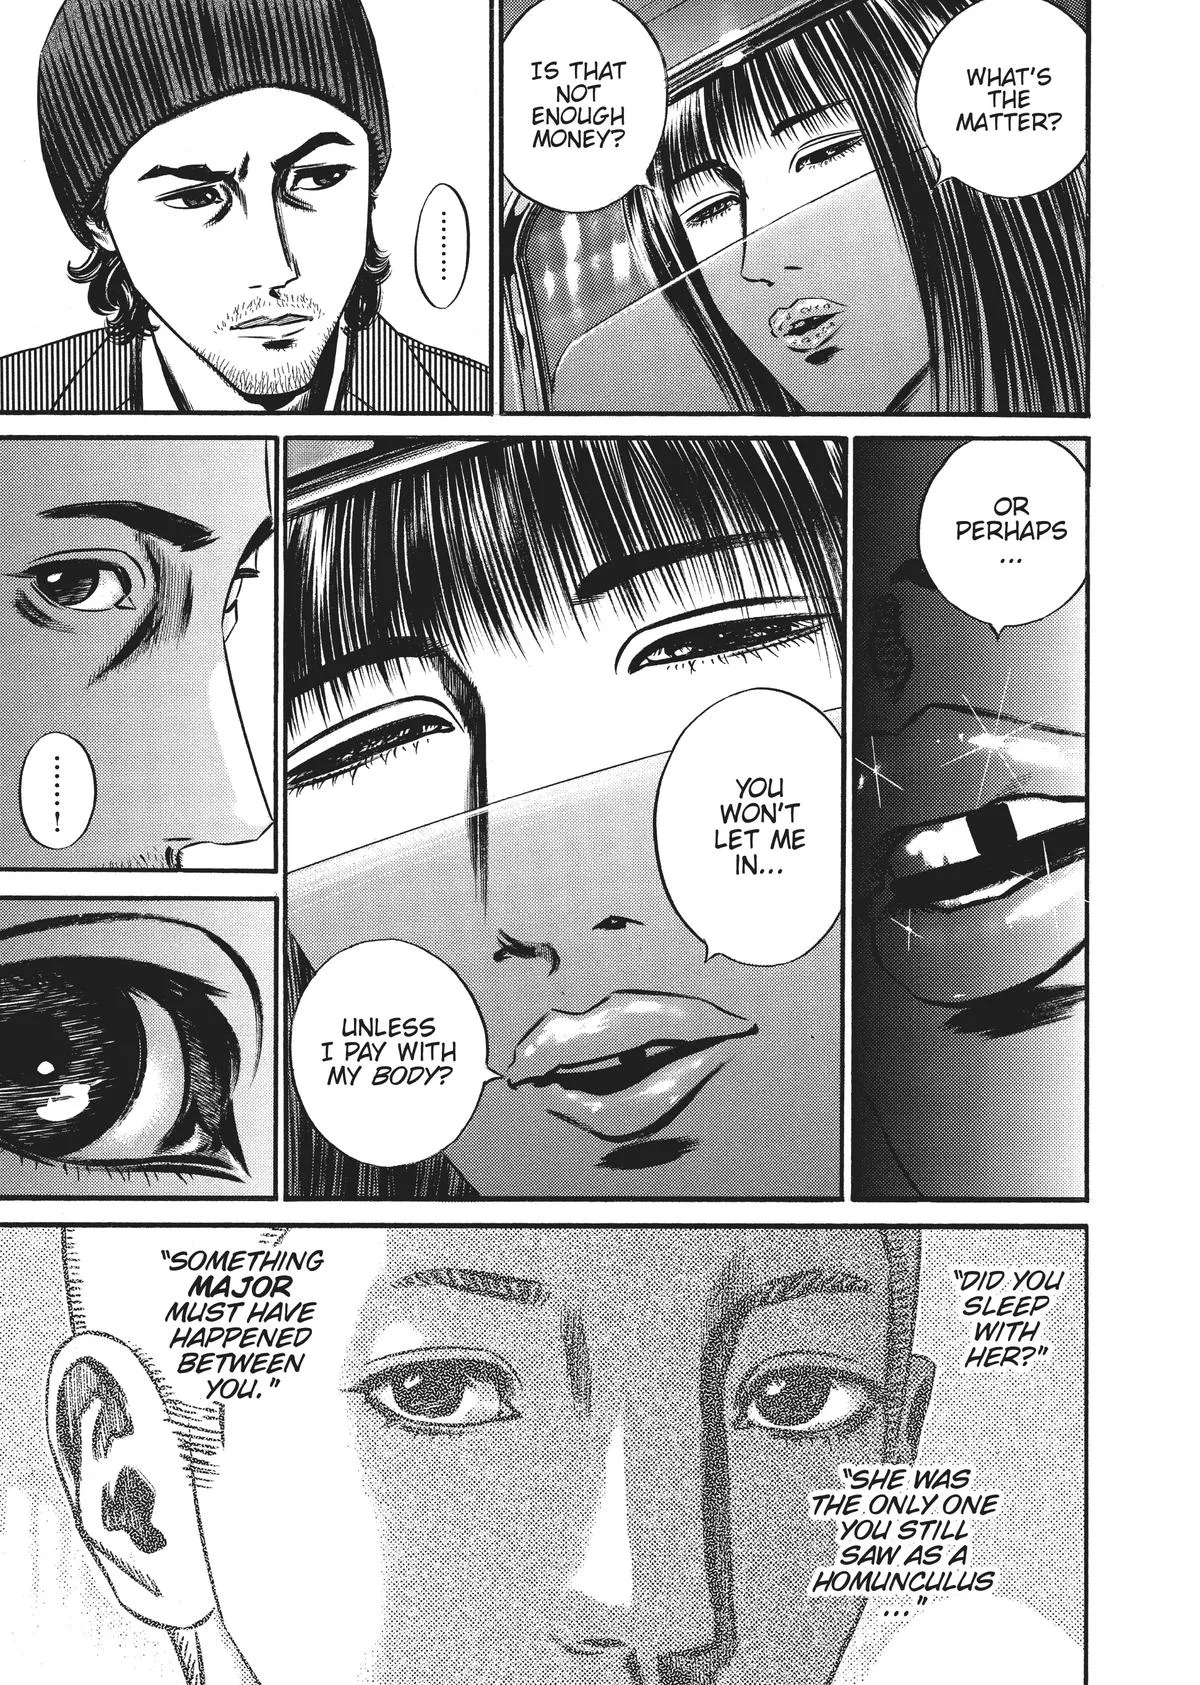 WHAT'S
THE
MATTER?
IS THAT
NOT
ENOUGH
MONEY?
.........
OR
PERHAPS
...
YOU
WON'T
LET ME
IN...
UNLESS
I PAY WITH
MY BODY?
.......!
"DID YOU
SLEEP
WITH
HER?"
"SHE WAS
THE ONLY ONE
YOU STILL
SAW AS A
HOMUNCULUS
..."
"SOMETHING
MAJOR
MUST HAVE
HAPPENED
BETWEEN
YOU."